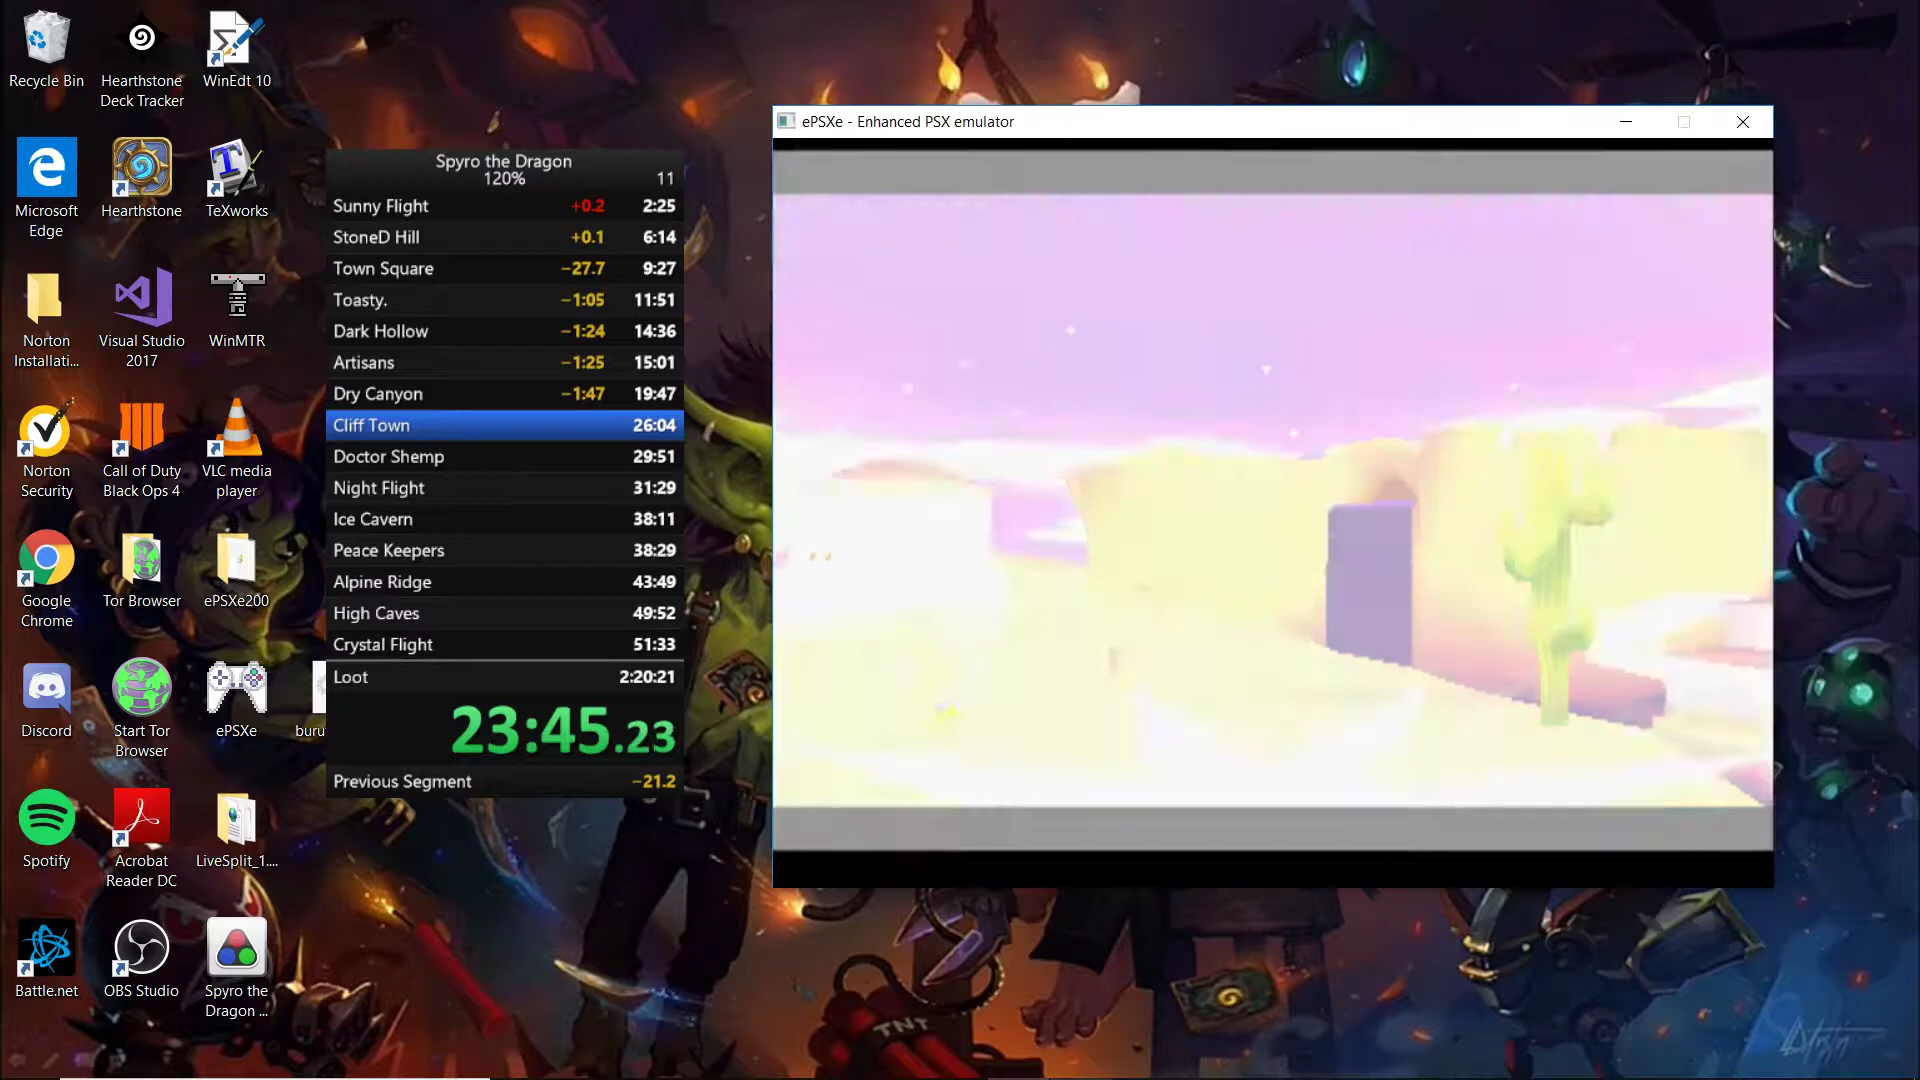 Recycle Bin
Hearthstone
Deck Tracker
WinEdt 10
Microsoft
Edge
Hearthstone
TeXworks
Norton
Installati...
Visual Studio
2017
WinMTR
Norton
Security
Call of Duty
Black Ops 4
VLC media
player
Google
Chrome
Tor Browser
ePSXe200
Discord
Start Tor
Browser
ePSXe
buru
Spotify
Acrobat
Reader DC
LiveSplit_1....
Battle.net
OBS Studio
Spyro the
Dragon ...
Spyro the Dragon
120% 11
Sunny Flight +0.2 2:25
StoneD Hill +0.1 6:14
Town Square −27.7 9:27
Toasty. −1:05 11:51
Dark Hollow −1:24 14:36
Artisans −1:25 15:01
Dry Canyon −1:47 19:47
Cliff Town 26:04
Doctor Shemp 29:51
Night Flight 31:29
Ice Cavern 38:11
Peace Keepers 38:29
Alpine Ridge 43:49
High Caves 49:52
Crystal Flight 51:33
Loot 2:20:21
23:45.23
Previous Segment −21.2
ePSXe - Enhanced PSX emulator
TNT